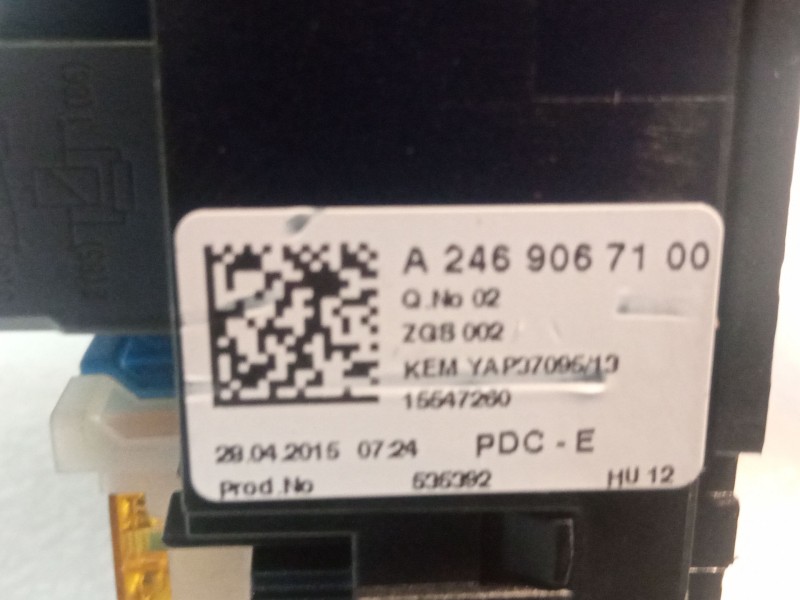 A 246 906 71 00
Q.No 02
ZGS 002
KEM YAP37095/13
15547260
28.04.2015 07:24 PDC - E
Prod.No 536392 HU 12